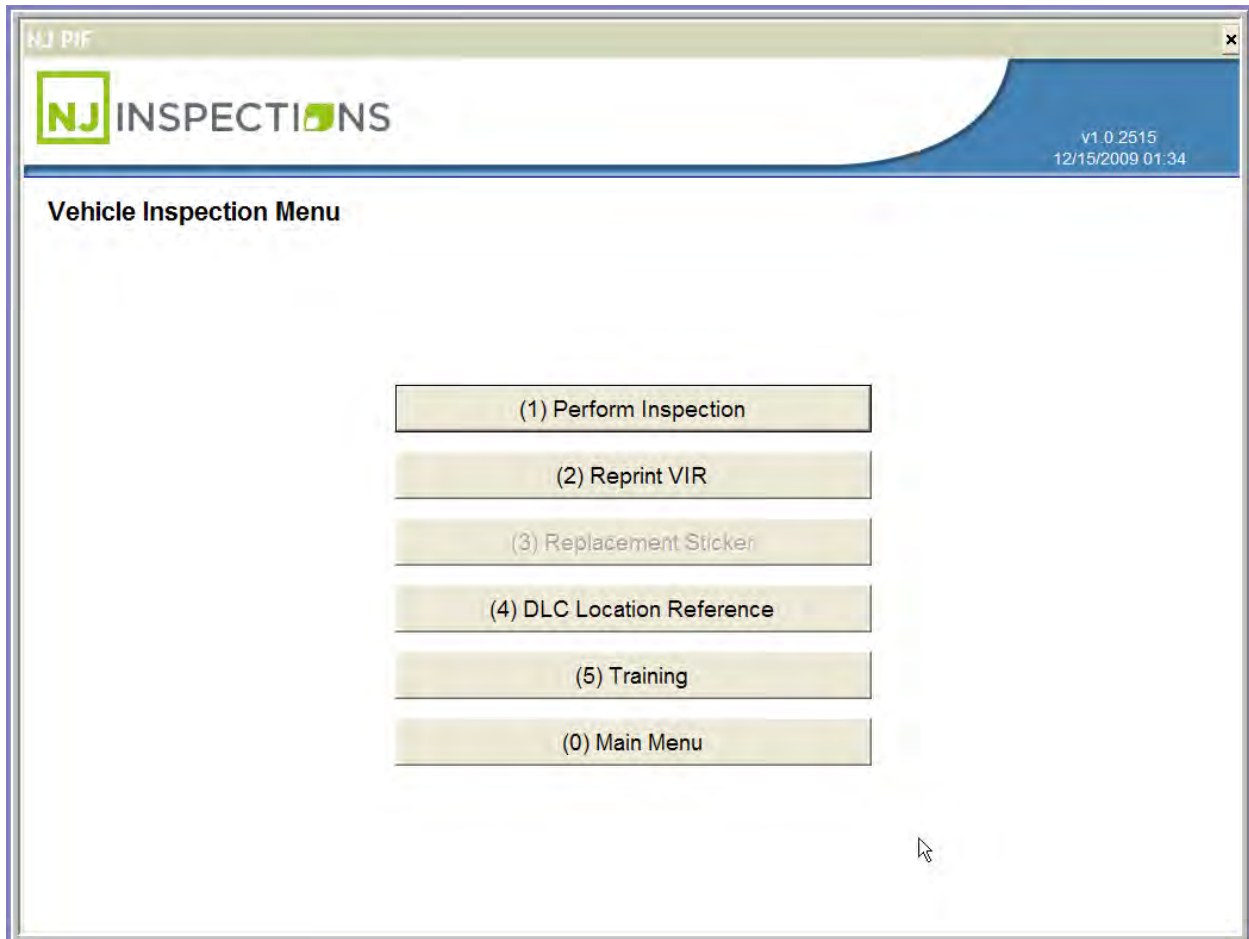 NJ PIF
NJ INSPECTIONS
v1.0.2515
12/15/2009 01:34
Vehicle Inspection Menu
(1) Perform Inspection
(2) Reprint VIR
(3) Replacement Sticker
(4) DLC Location Reference
(5) Training
(0) Main Menu